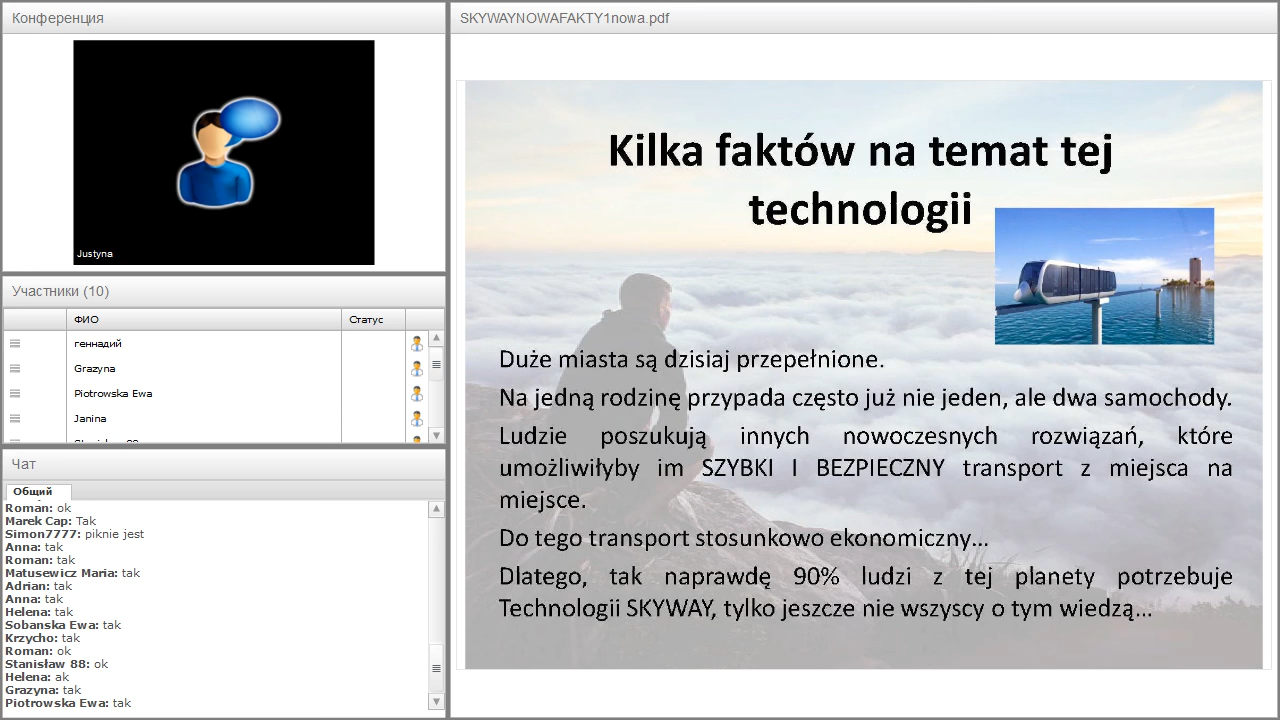 Конференция
Justyna
Участники (10)
ФИО
Статус
геннадий
Grazyna
Piotrowska Ewa
Janina
Чат
Общий
Roman: ok
Marek Cap: Tak
Simon7777: piknie jest
Anna: tak
Roman: tak
Matusewicz Maria: tak
Adrian: tak
Anna: tak
Helena: tak
Sobanska Ewa: tak
Krzycho: tak
Roman: ok
Stanisław 88: ok
Helena: ak
Grazyna: tak
Piotrowska Ewa: tak
SKYWAYNOWAFAKTY1nowa.pdf
Kilka faktów na temat tej
technologii
Duże miasta są dzisiaj przepełnione.
Na jedną rodzinę przypada często już nie jeden, ale dwa samochody.
Ludzie poszukują innych nowoczesnych rozwiązań, które
umożliwiłyby im SZYBKI I BEZPIECZNY transport z miejsca na
miejsce.
Do tego transport stosunkowo ekonomiczny...
Dlatego, tak naprawdę 90% ludzi z tej planety potrzebuje
Technologii SKYWAY, tylko jeszcze nie wszyscy o tym wiedzą...